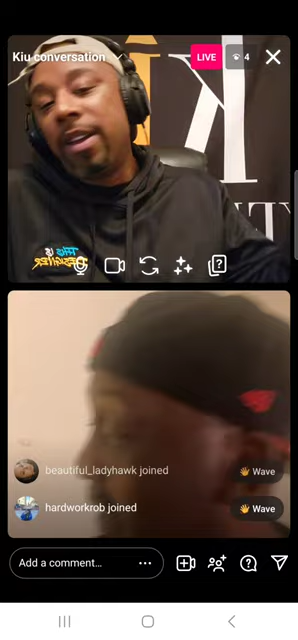 Kiu conversation
LIVE
4
K
beautiful_ladyhawk joined
Wave
hardworkrob joined
Wave
Add a comment...